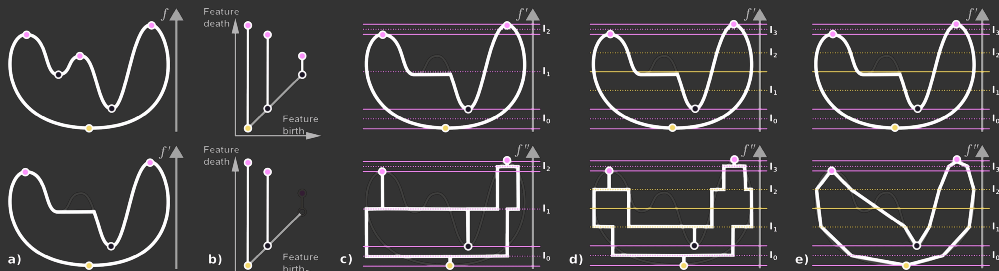 f
Feature
death
Feature
birth
f'
I₂
I₁
I₀
f'
I₃
I₂
I₁
I₀
f'
I₃
I₂
I₁
I₀
f'
Feature
death
Feature
birth
f''
I₂
I₁
I₀
f''
I₃
I₂
I₁
I₀
f''
I₃
I₂
I₁
I₀
a)
b)
c)
d)
e)